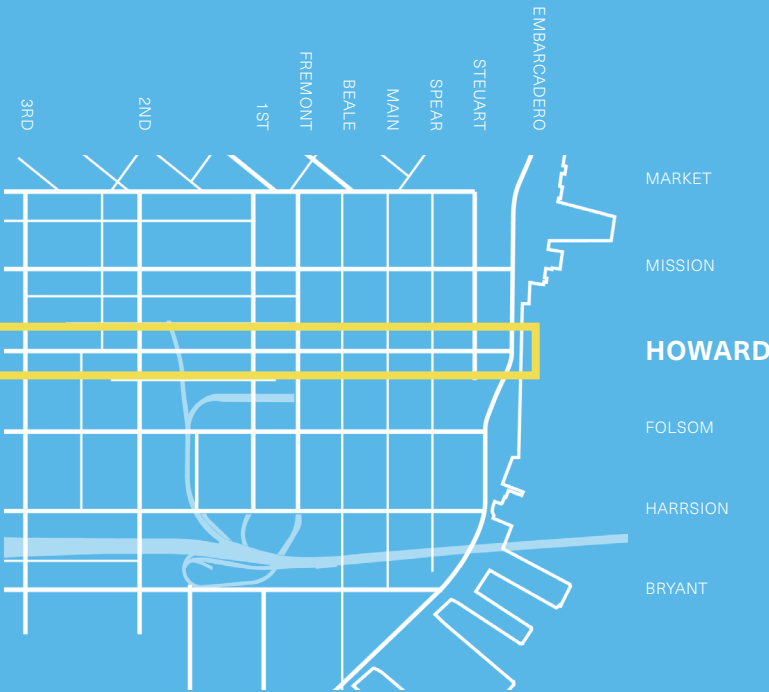 3RD
2ND
1ST
FREMONT
BEALE
MAIN
SPEAR
STEUART
EMBARCADERO
MARKET
MISSION
HOWARD
FOLSOM
HARRSION
BRYANT